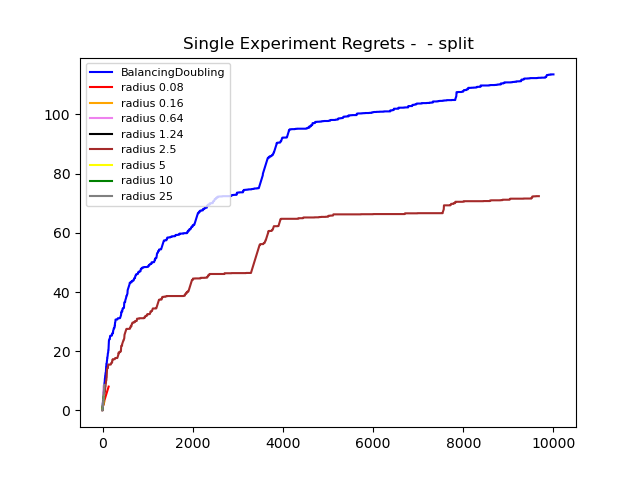 Single Experiment Regrets -  - split
BalancingDoubling
radius 0.08
radius 0.16
radius 0.64
radius 1.24
radius 2.5
radius 5
radius 10
radius 25
100
80
60
40
20
0
0 2000 4000 6000 8000 10000